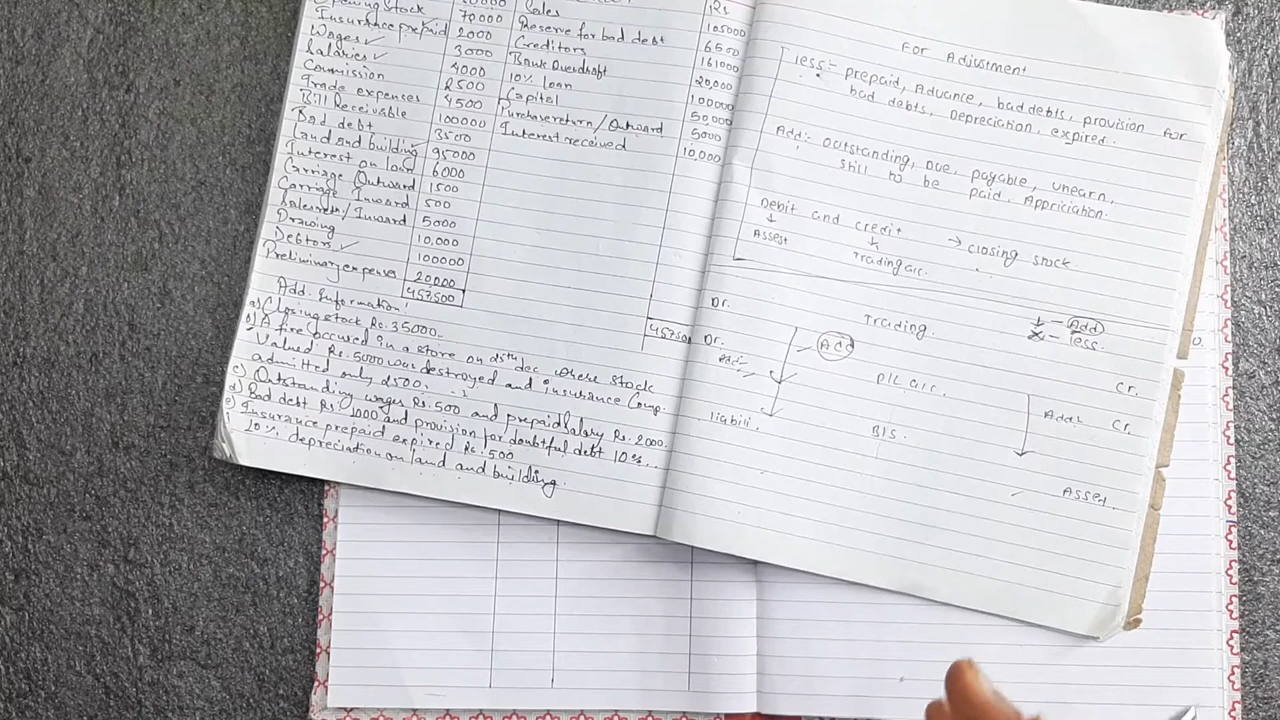 Rs
Opening Stock 70000 Sales 105000
Insurance prepaid 2000 Reserve for bad debt 6500
Wages ✓ 3000 Creditors 161000
Salaries ✓ 4000 Bank Overdraft 20,000
Commission 2500 10% loan 100000
Trade expenses 4500 Capital 50,000
Bill Receivable 100000 Purchase return / Outward 5000
Bad debt 3500 Interest received 10,000
Land and building 95000
Interest on loan 6000
Carriage Outward 1500
Carriage Inward 500
Sales return / Inward 5000
Drawing 10,000
Debtors ✓ 100000
Preliminary expenses 20000
457500 457500
Add. Information:
a) Closing stock Rs. 35000.
b) A fire occured in a store on 25th dec where stock
Valued Rs. 5000 was destroyed and insurance Comp.
admitted only 2500.
c) Outstanding wages Rs. 500 and prepaid salary Rs. 2000.
d) Bad debt Rs. 1000 and provision for doubtful debt 10%.
e) Insurance prepaid expired Rs. 500
10% depreciation on land and building.
For Adjustment
less:- prepaid, Advance, bad debts, provision for
bad debts, Depreciation, expired.
Add:- outstanding, Due, payable, unearn,
still to be paid, Appriciation.
Debit and credit → closing stock
↓ ↓
Assest Trading a/c.
Dr. Trading. Cr.
Add
less
Dr. Add P/L a/c. Add Cr.
liabili. B/S. Asset